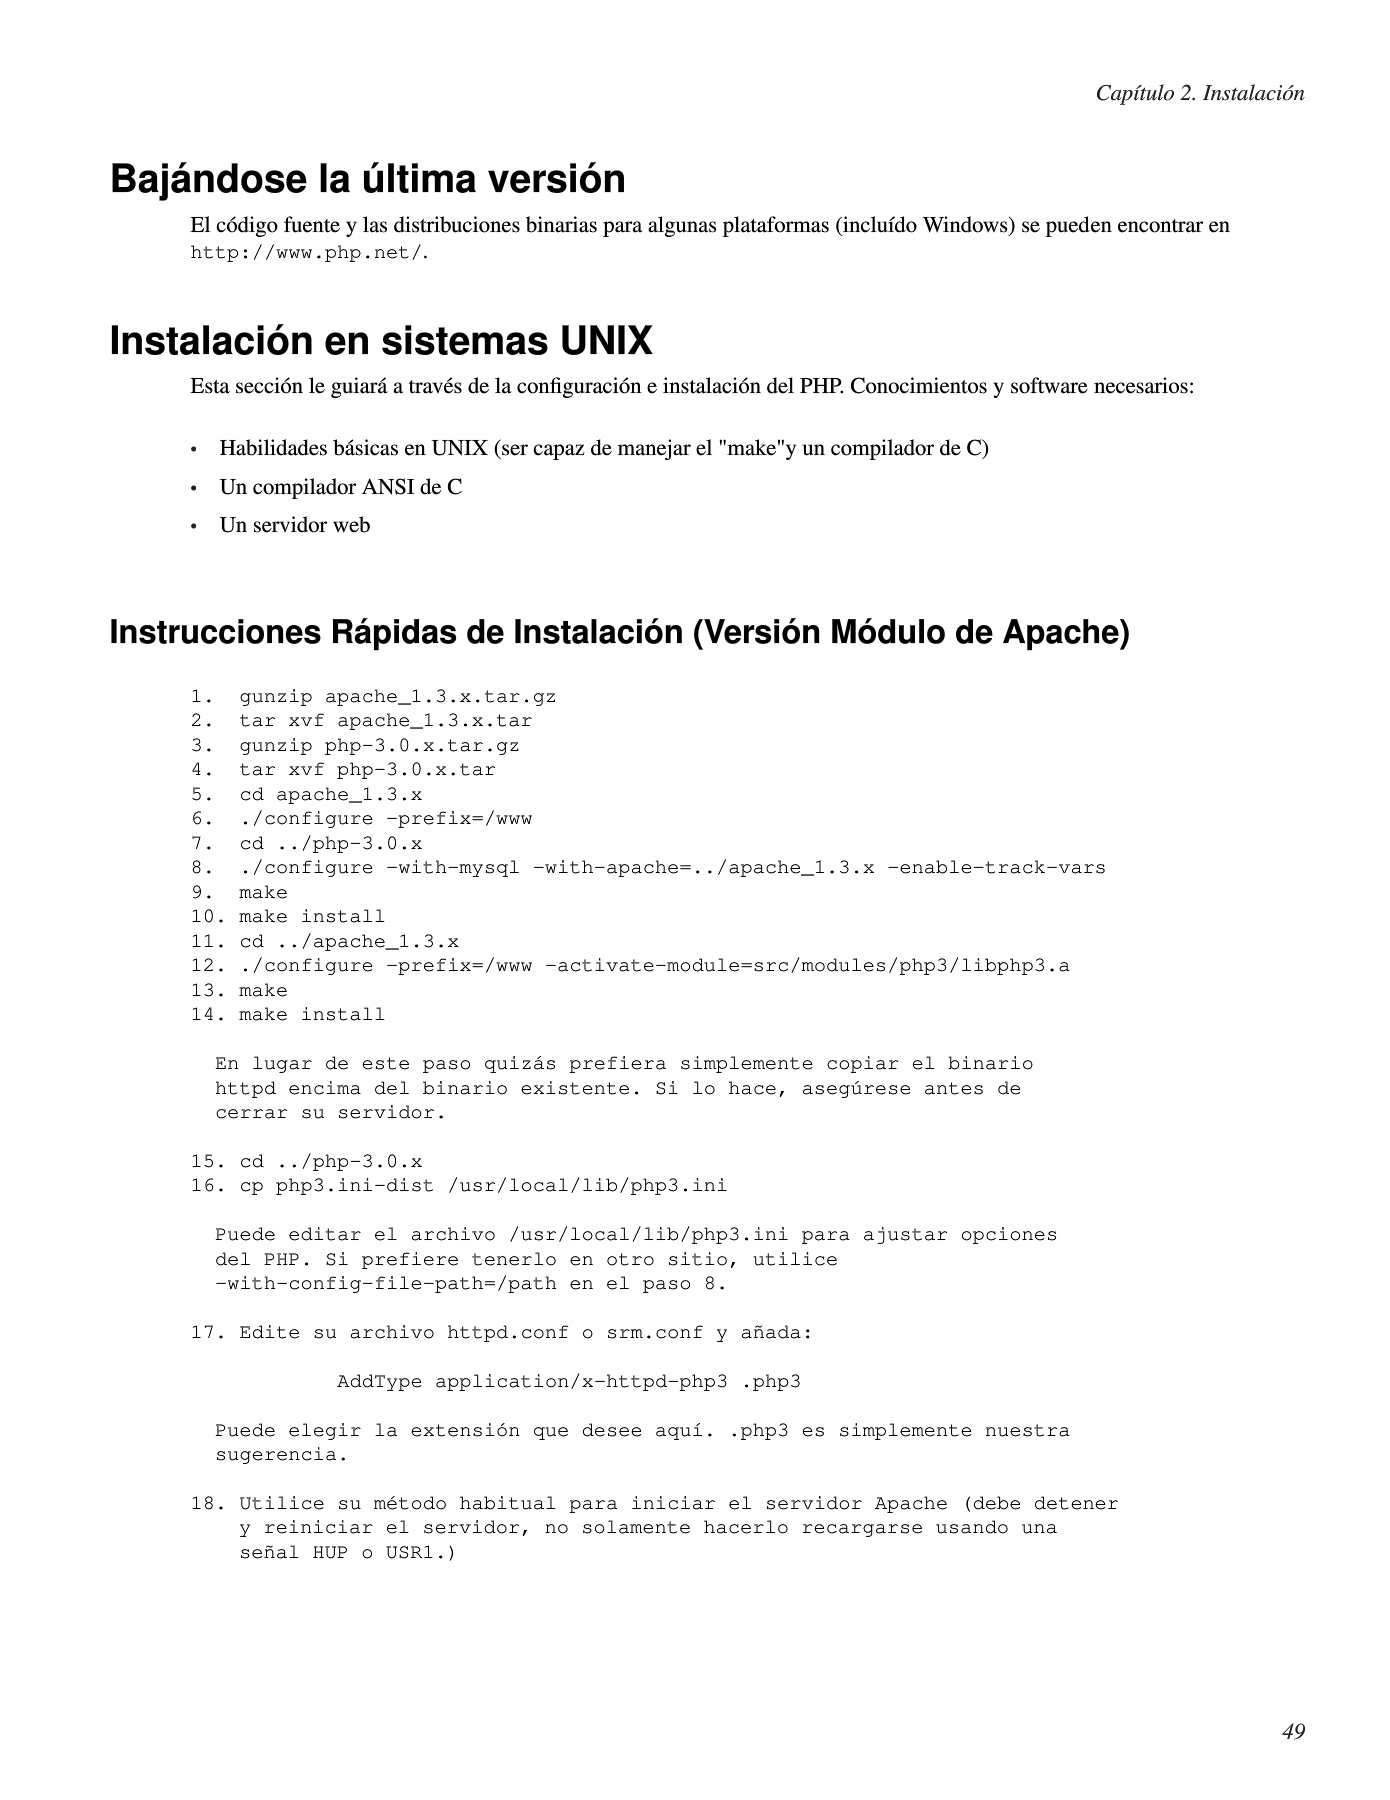 Capítulo 2. Instalación
Bajándose la última versión
El código fuente y las distribuciones binarias para algunas plataformas (incluído Windows) se pueden encontrar en
http://www.php.net/.
Instalación en sistemas UNIX
Esta sección le guiará a través de la configuración e instalación del PHP. Conocimientos y software necesarios:
• Habilidades básicas en UNIX (ser capaz de manejar el "make"y un compilador de C)
• Un compilador ANSI de C
• Un servidor web
Instrucciones Rápidas de Instalación (Versión Módulo de Apache)
1.  gunzip apache_1.3.x.tar.gz
2.  tar xvf apache_1.3.x.tar
3.  gunzip php-3.0.x.tar.gz
4.  tar xvf php-3.0.x.tar
5.  cd apache_1.3.x
6.  ./configure -prefix=/www
7.  cd ../php-3.0.x
8.  ./configure -with-mysql -with-apache=../apache_1.3.x -enable-track-vars
9.  make
10. make install
11. cd ../apache_1.3.x
12. ./configure -prefix=/www -activate-module=src/modules/php3/libphp3.a
13. make
14. make install
En lugar de este paso quizás prefiera simplemente copiar el binario
httpd encima del binario existente. Si lo hace, asegúrese antes de
cerrar su servidor.
15. cd ../php-3.0.x
16. cp php3.ini-dist /usr/local/lib/php3.ini
Puede editar el archivo /usr/local/lib/php3.ini para ajustar opciones
del PHP. Si prefiere tenerlo en otro sitio, utilice
-with-config-file-path=/path en el paso 8.
17. Edite su archivo httpd.conf o srm.conf y añada:
AddType application/x-httpd-php3 .php3
Puede elegir la extensión que desee aquí. .php3 es simplemente nuestra
sugerencia.
18. Utilice su método habitual para iniciar el servidor Apache (debe detener
y reiniciar el servidor, no solamente hacerlo recargarse usando una
señal HUP o USR1.)
49